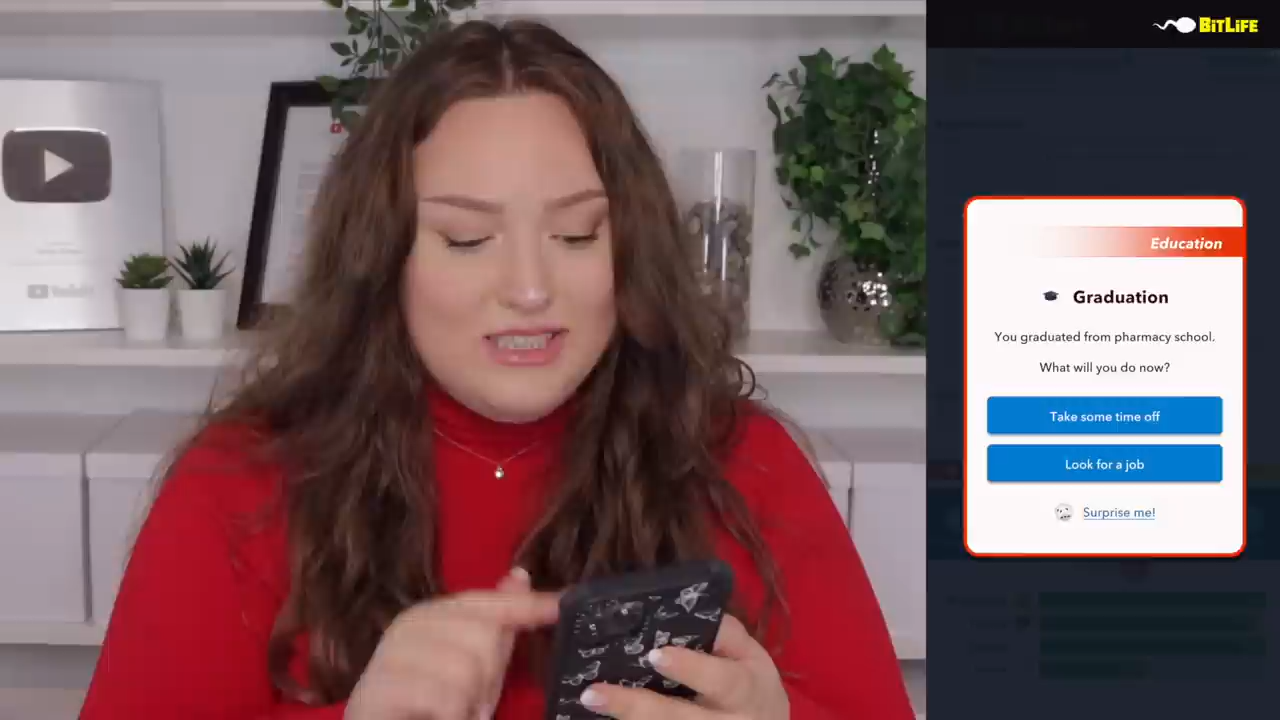 BITLIFE
Education
Graduation
You graduated from pharmacy school.
What will you do now?
Take some time off
Look for a job
Surprise me!